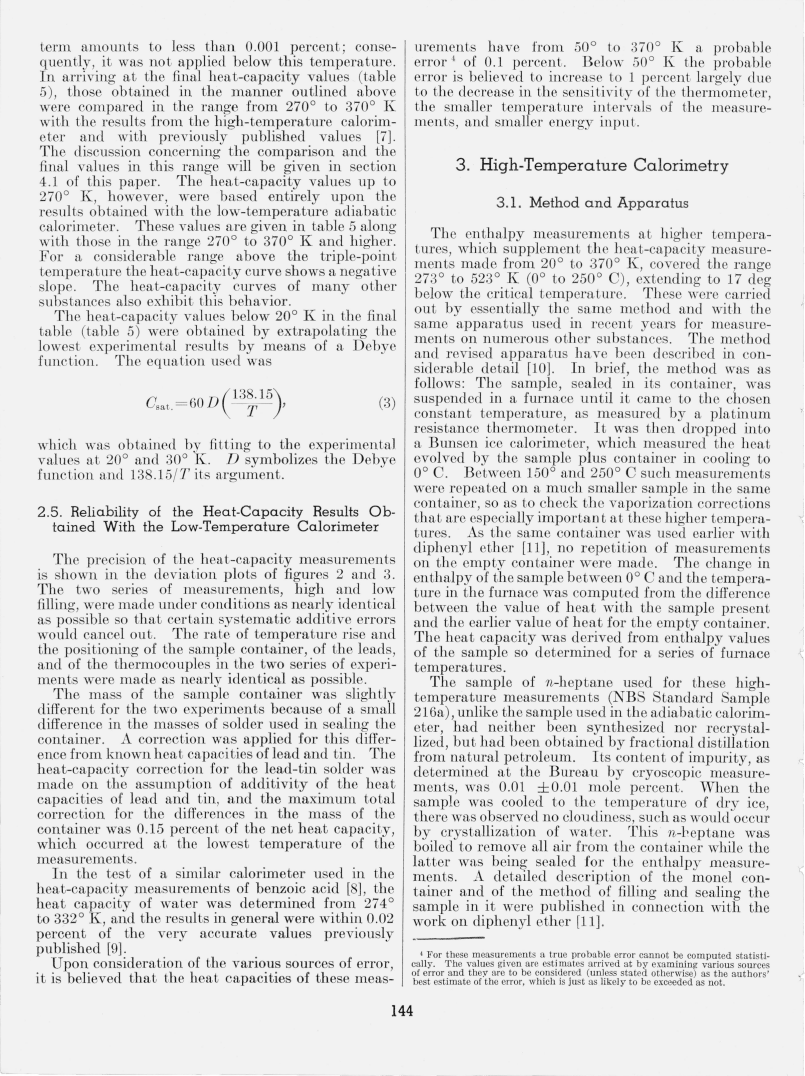 term amounts to less than 0.001 percent; conse-
quently, it was not applied below this temperature.
In arriving at the final heat-capacity values (table
5), those obtained in the manner outlined above
were compared in the range from 270° to 370° K
with the results from the high-temperature calorim-
eter and with previously published values [7].
The discussion concerning the comparison and the
final values in this range will be given in section
4.1 of this paper. The heat-capacity values up to
270° K, however, were based entirely upon the
results obtained with the low-temperature adiabatic
calorimeter. These values are given in table 5 along
with those in the range 270° to 370° K and higher.
For a considerable range above the triple-point
temperature the heat-capacity curve shows a negative
slope. The heat-capacity curves of many other
substances also exhibit this behavior.
The heat-capacity values below 20° K in the final
table (table 5) were obtained by extrapolating the
lowest experimental results by means of a Debye
function. The equation used was
C_sat. = 60 D (138.15/T), (3)
which was obtained by fitting to the experimental
values at 20° and 30° K. D symbolizes the Debye
function and 138.15/T its argument.
2.5. Reliability of the Heat-Capacity Results Ob-
tained With the Low-Temperature Calorimeter
The precision of the heat-capacity measurements
is shown in the deviation plots of figures 2 and 3.
The two series of measurements, high and low
filling, were made under conditions as nearly identical
as possible so that certain systematic additive errors
would cancel out. The rate of temperature rise and
the positioning of the sample container, of the leads,
and of the thermocouples in the two series of experi-
ments were made as nearly identical as possible.
The mass of the sample container was slightly
different for the two experiments because of a small
difference in the masses of solder used in sealing the
container. A correction was applied for this differ-
ence from known heat capacities of lead and tin. The
heat-capacity correction for the lead-tin solder was
made on the assumption of additivity of the heat
capacities of lead and tin, and the maximum total
correction for the differences in the mass of the
container was 0.15 percent of the net heat capacity,
which occurred at the lowest temperature of the
measurements.
In the test of a similar calorimeter used in the
heat-capacity measurements of benzoic acid [8], the
heat capacity of water was determined from 274°
to 332° K, and the results in general were within 0.02
percent of the very accurate values previously
published [9].
Upon consideration of the various sources of error,
it is believed that the heat capacities of these meas-
urements have from 50° to 370° K a probable
error ⁴ of 0.1 percent. Below 50° K the probable
error is believed to increase to 1 percent largely due
to the decrease in the sensitivity of the thermometer,
the smaller temperature intervals of the measure-
ments, and smaller energy input.
3. High-Temperature Calorimetry
3.1. Method and Apparatus
The enthalpy measurements at higher tempera-
tures, which supplement the heat-capacity measure-
ments made from 20° to 370° K, covered the range
273° to 523° K (0° to 250° C), extending to 17 deg
below the critical temperature. These were carried
out by essentially the same method and with the
same apparatus used in recent years for measure-
ments on numerous other substances. The method
and revised apparatus have been described in con-
siderable detail [10]. In brief, the method was as
follows: The sample, sealed in its container, was
suspended in a furnace until it came to the chosen
constant temperature, as measured by a platinum
resistance thermometer. It was then dropped into
a Bunsen ice calorimeter, which measured the heat
evolved by the sample plus container in cooling to
0° C. Between 150° and 250° C such measurements
were repeated on a much smaller sample in the same
container, so as to check the vaporization corrections
that are especially important at these higher tempera-
tures. As the same container was used earlier with
diphenyl ether [11], no repetition of measurements
on the empty container were made. The change in
enthalpy of the sample between 0° C and the tempera-
ture in the furnace was computed from the difference
between the value of heat with the sample present
and the earlier value of heat for the empty container.
The heat capacity was derived from enthalpy values
of the sample so determined for a series of furnace
temperatures.
The sample of n-heptane used for these high-
temperature measurements (NBS Standard Sample
216a), unlike the sample used in the adiabatic calorim-
eter, had neither been synthesized nor recrystal-
lized, but had been obtained by fractional distillation
from natural petroleum. Its content of impurity, as
determined at the Bureau by cryoscopic measure-
ments, was 0.01 ±0.01 mole percent. When the
sample was cooled to the temperature of dry ice,
there was observed no cloudiness, such as would occur
by crystallization of water. This n-heptane was
boiled to remove all air from the container while the
latter was being sealed for the enthalpy measure-
ments. A detailed description of the monel con-
tainer and of the method of filling and sealing the
sample in it were published in connection with the
work on diphenyl ether [11].
⁴ For these measurements a true probable error cannot be computed statisti-
cally. The values given are estimates arrived at by examining various sources
of error and they are to be considered (unless stated otherwise) as the authors'
best estimate of the error, which is just as likely to be exceeded as not.
144